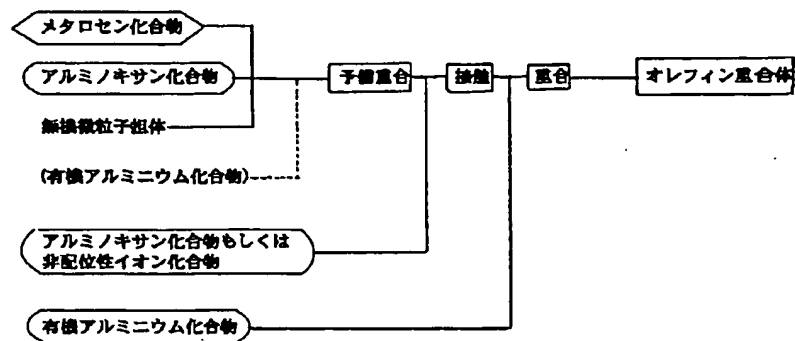 メタロセン化合物
アルミノキサン化合物
予備重合
接触
重合
オレフィン重合体
無機微粒子担体
(有機アルミニウム化合物)
アルミノキサン化合物もしくは
非配位性イオン化合物
有機アルミニウム化合物